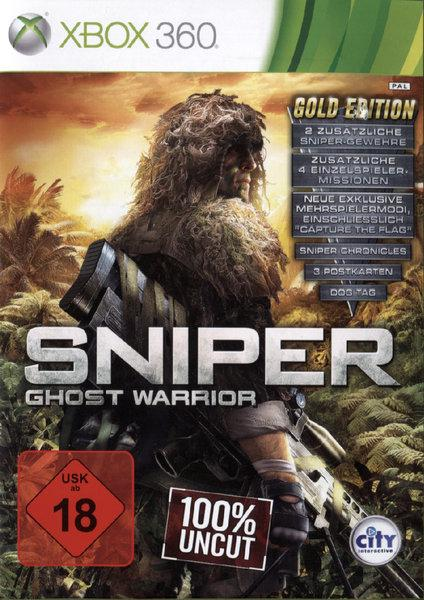 XBOX 360
PAL
GOLD EDITION
2 ZUSATZLICHE
SNIPER-GEWEHRE
ZUSATZLICHE
4 EINZELSPIELER,
MISSIONEN
NEUE EXKLUSIVE
MEHRSPIELERMODI,
EINSCHLIESSLICH
"CAPTURE THE FLAG"
SNIPER CHRONICLES
3 POSTKARTEN
DOG TAG
SNIPER
GHOST WARRIOR
USK
ab
18
100%
UNCUT
city
interactive